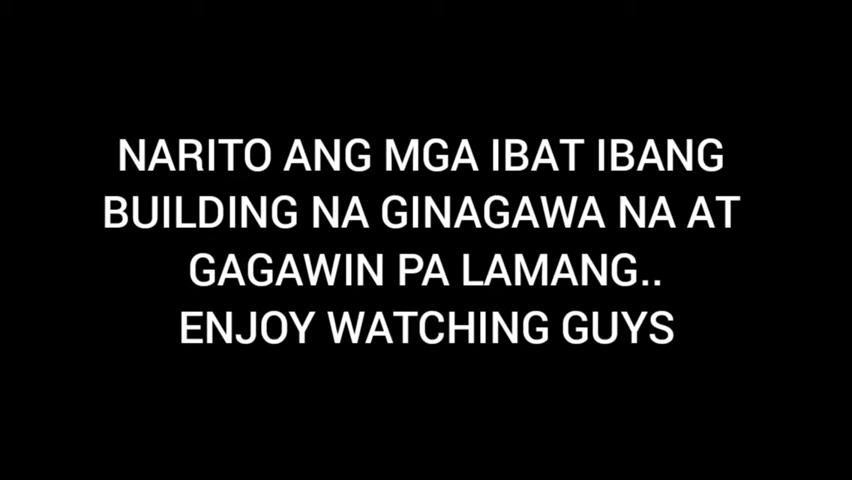 NARITO ANG MGA IBAT IBANG
BUILDING NA GINAGAWA NA AT
GAGAWIN PA LAMANG..
ENJOY WATCHING GUYS